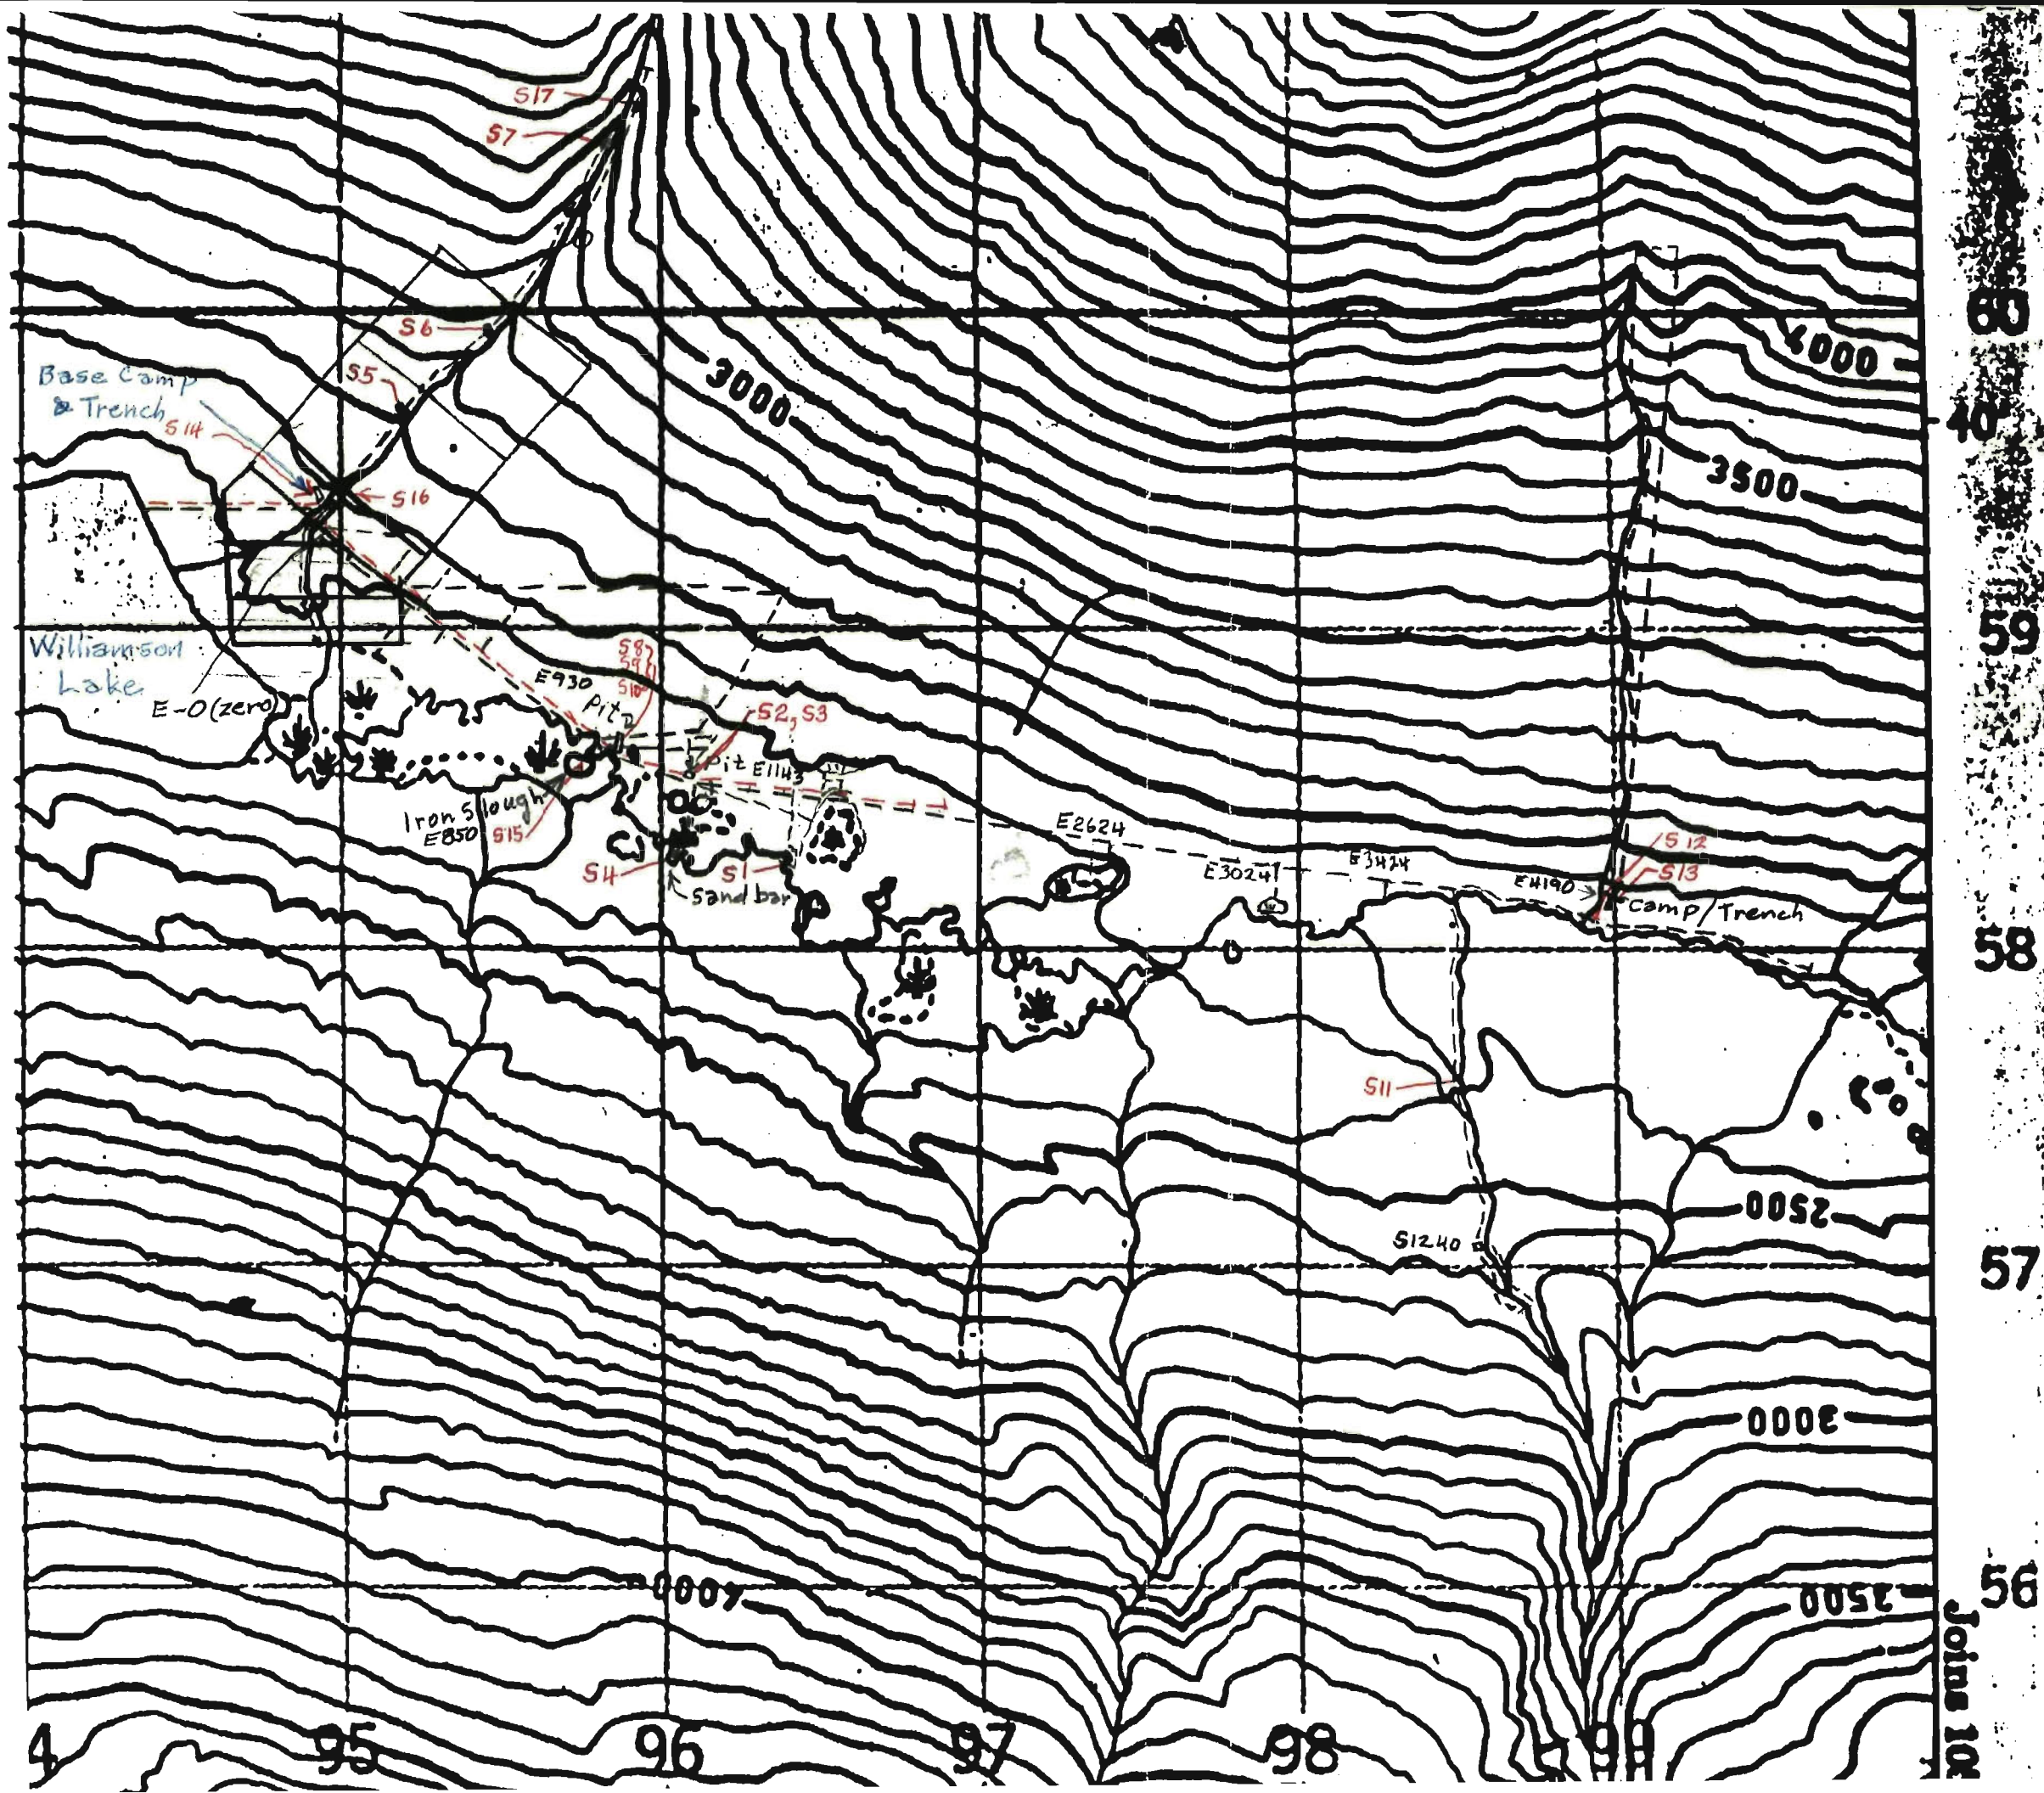 S17
S7
60
S6
4000
3000
Base Camp
& Trench
S5
40'
S14
3500
S16
59
Williamson
Lake
S8
S9
S10
E930
Pit
E-0(zero)
S2, S3
Pit E1143
Iron Slough
E850
S15
E2624
E3024
E3424
E4190
S12
S13
S4
S1
sand bar
Camp/Trench
58
S11
2500
S1240
57
3000
4000
56
2500
Joins 10
4
95
96
97
98
99